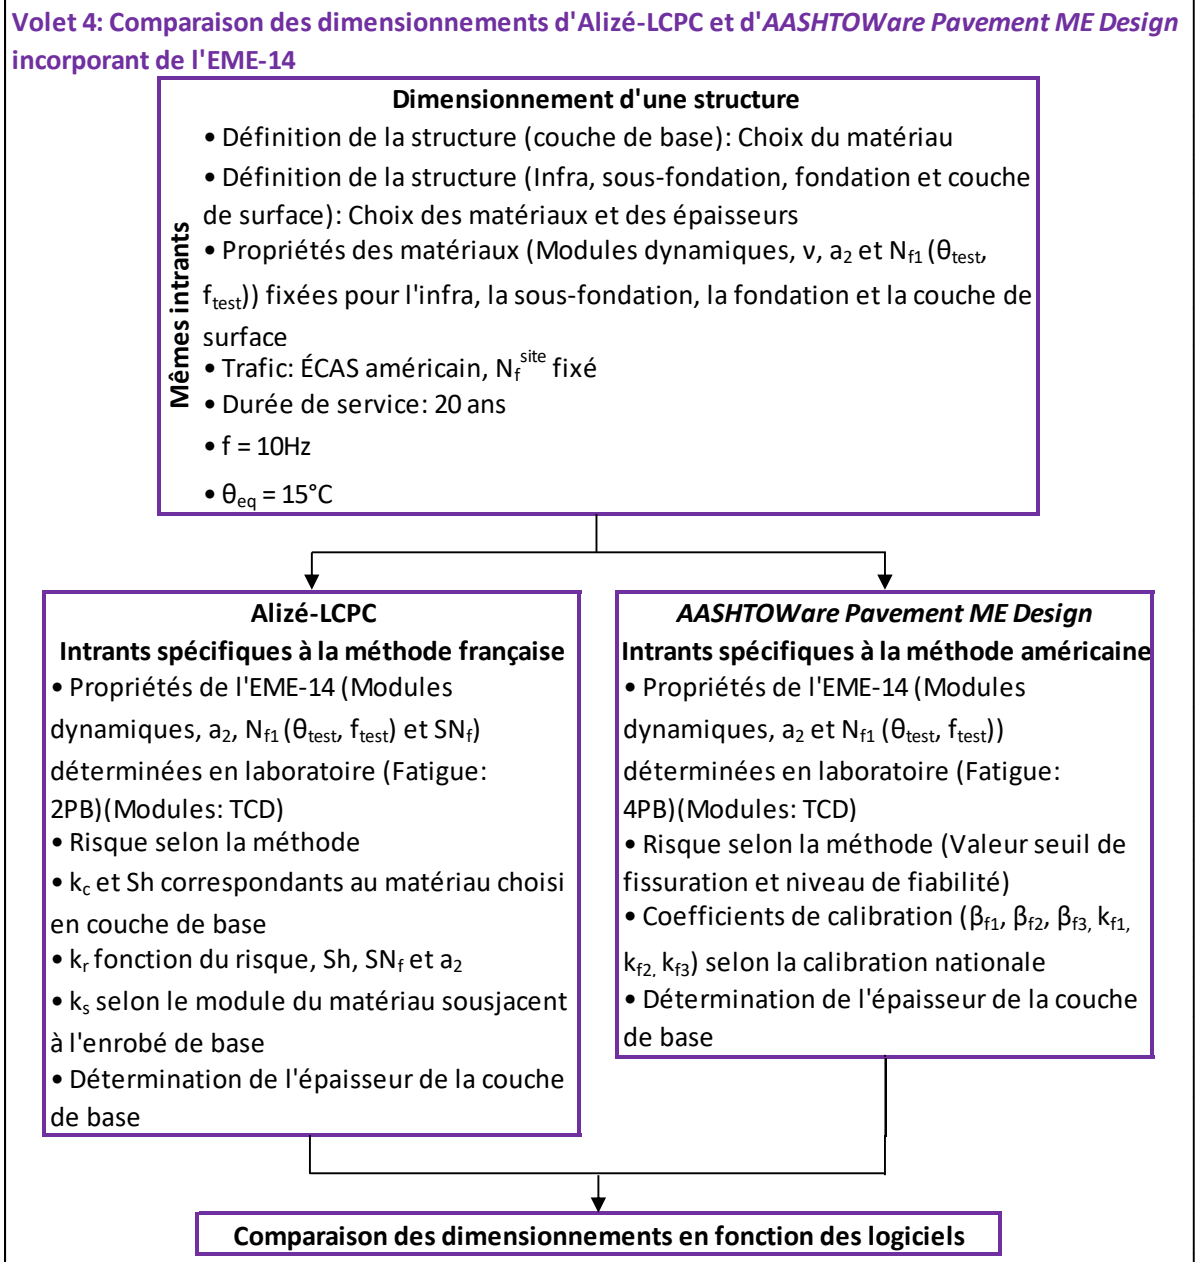 Volet 4: Comparaison des dimensionnements d'Alizé-LCPC et d'AASHTOWare Pavement ME Design
incorporant de l'EME-14
Dimensionnement d'une structure
Mêmes intrants
• Définition de la structure (couche de base): Choix du matériau
• Définition de la structure (Infra, sous-fondation, fondation et couche
de surface): Choix des matériaux et des épaisseurs
• Propriétés des matériaux (Modules dynamiques, ν, a2 et Nf1 (θtest,
ftest)) fixées pour l'infra, la sous-fondation, la fondation et la couche de
surface
• Trafic: ÉCAS américain, Nf site fixé
• Durée de service: 20 ans
• f = 10Hz
• θeq = 15°C
Alizé-LCPC
Intrants spécifiques à la méthode française
• Propriétés de l'EME-14 (Modules
dynamiques, a2, Nf1 (θtest, ftest) et SNf)
déterminées en laboratoire (Fatigue:
2PB)(Modules: TCD)
• Risque selon la méthode
• kc et Sh correspondants au matériau choisi
en couche de base
• kr fonction du risque, Sh, SNf et a2
• ks selon le module du matériau sousjacent
à l'enrobé de base
• Détermination de l'épaisseur de la couche
de base
AASHTOWare Pavement ME Design
Intrants spécifiques à la méthode américaine
• Propriétés de l'EME-14 (Modules
dynamiques, a2 et Nf1 (θtest, ftest))
déterminées en laboratoire (Fatigue:
4PB)(Modules: TCD)
• Risque selon la méthode (Valeur seuil de
fissuration et niveau de fiabilité)
• Coefficients de calibration (βf1, βf2, βf3, kf1,
kf2, kf3) selon la calibration nationale
• Détermination de l'épaisseur de la couche
de base
Comparaison des dimensionnements en fonction des logiciels